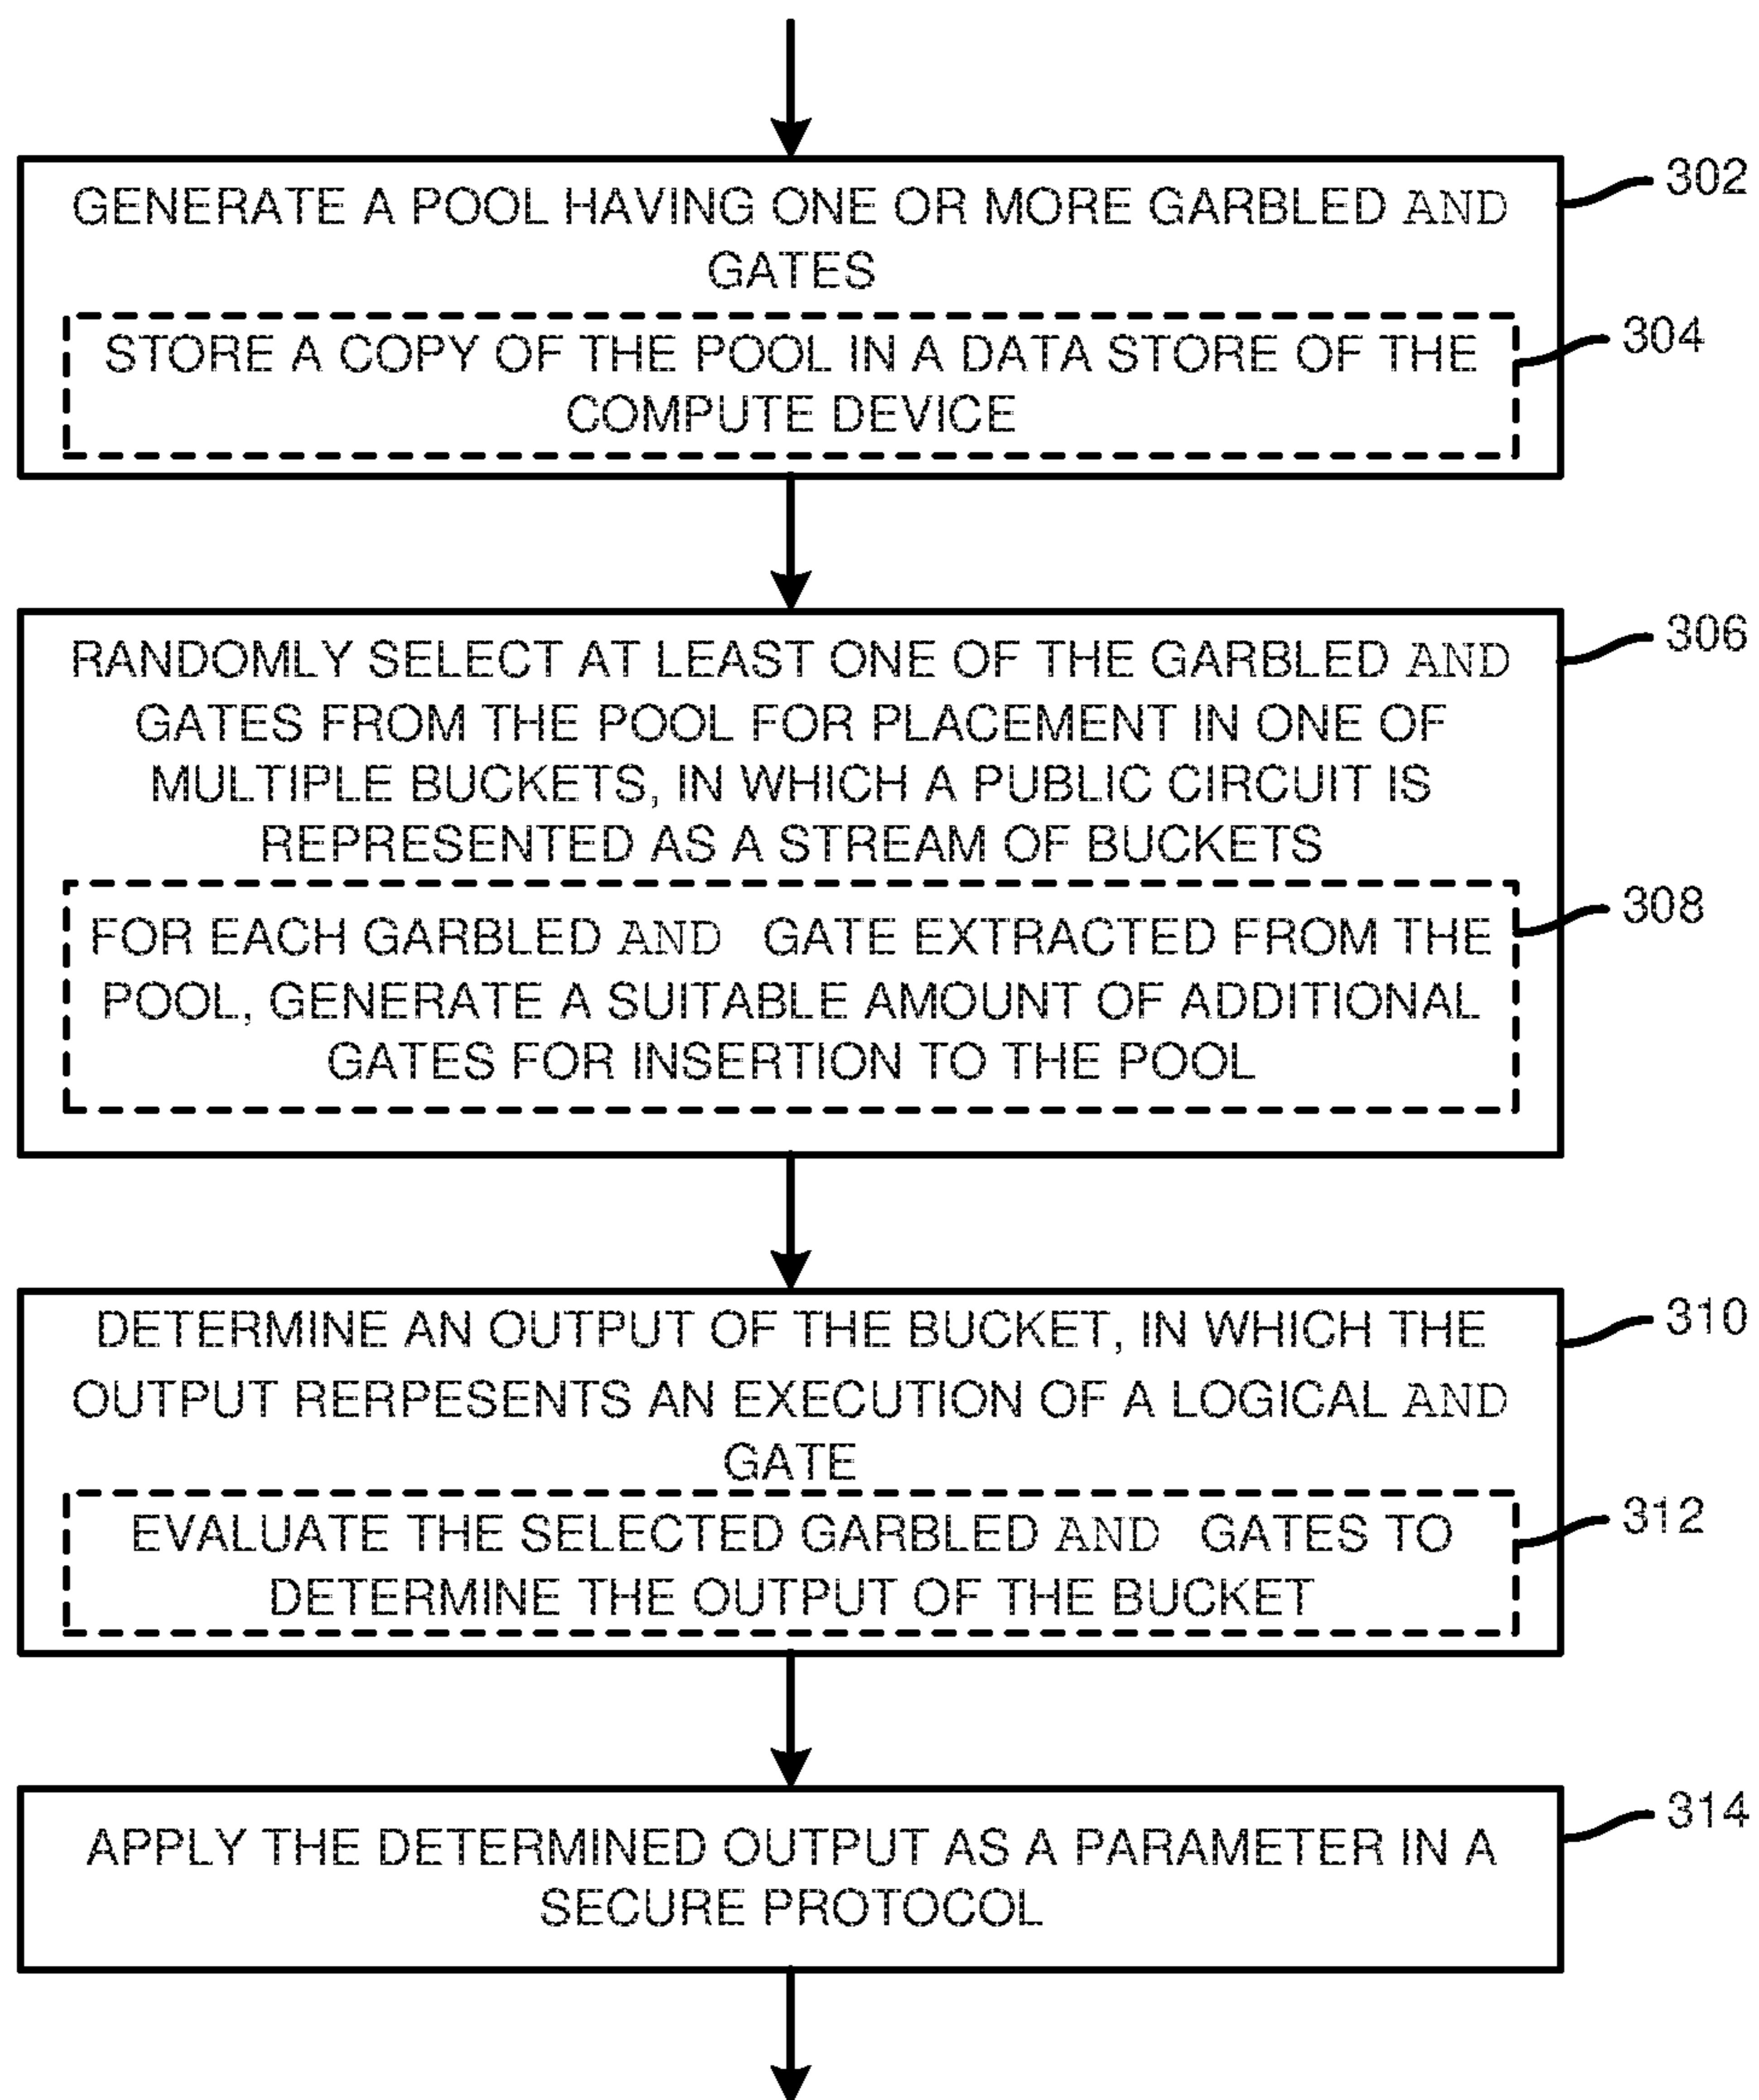 GENERATE A POOL HAVING ONE OR MORE GARBLED AND
GATES
302
STORE A COPY OF THE POOL IN A DATA STORE OF THE
COMPUTE DEVICE
304
RANDOMLY SELECT AT LEAST ONE OF THE GARBLED AND
GATES FROM THE POOL FOR PLACEMENT IN ONE OF
MULTIPLE BUCKETS, IN WHICH A PUBLIC CIRCUIT IS
REPRESENTED AS A STREAM OF BUCKETS
306
FOR EACH GARBLED AND GATE EXTRACTED FROM THE
POOL, GENERATE A SUITABLE AMOUNT OF ADDITIONAL
GATES FOR INSERTION TO THE POOL
308
DETERMINE AN OUTPUT OF THE BUCKET, IN WHICH THE
OUTPUT RERPESENTS AN EXECUTION OF A LOGICAL AND
GATE
310
EVALUATE THE SELECTED GARBLED AND GATES TO
DETERMINE THE OUTPUT OF THE BUCKET
312
APPLY THE DETERMINED OUTPUT AS A PARAMETER IN A
SECURE PROTOCOL
314